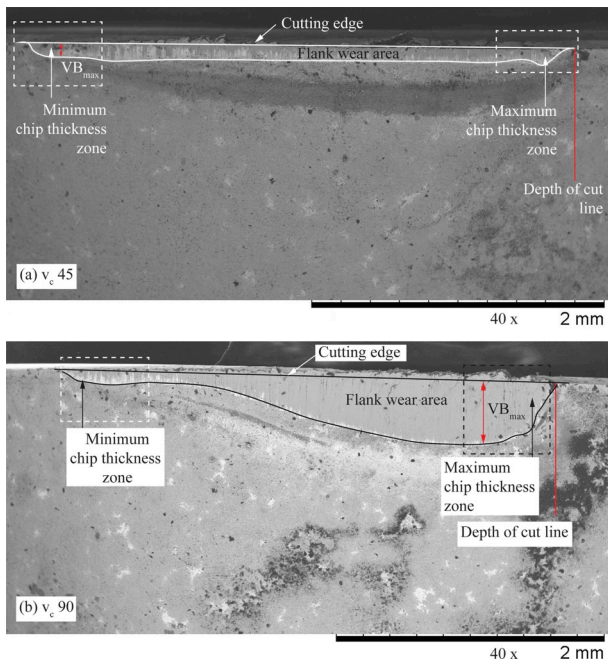 Cutting edge
Flank wear area
VBmax
Minimum
chip thickness
zone
Maximum
chip thickness
zone
Depth of cut
line
(a) vc 45
40 x
2 mm
Cutting edge
Flank wear area
VBmax
Minimum
chip thickness
zone
Maximum
chip thickness
zone
Depth of cut line
(b) vc 90
40 x
2 mm